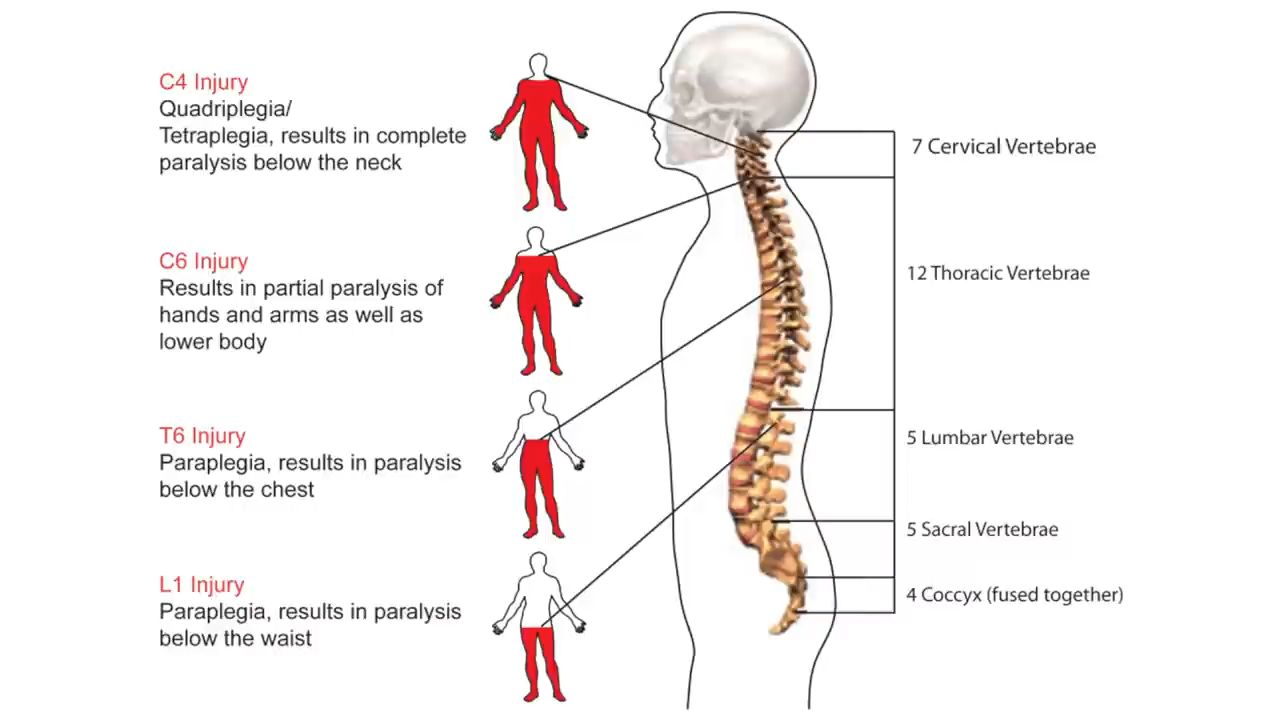 C4 Injury
Quadriplegia/
Tetraplegia, results in complete
paralysis below the neck
C6 Injury
Results in partial paralysis of
hands and arms as well as
lower body
T6 Injury
Paraplegia, results in paralysis
below the chest
L1 Injury
Paraplegia, results in paralysis
below the waist
7 Cervical Vertebrae
12 Thoracic Vertebrae
5 Lumbar Vertebrae
5 Sacral Vertebrae
4 Coccyx (fused together)